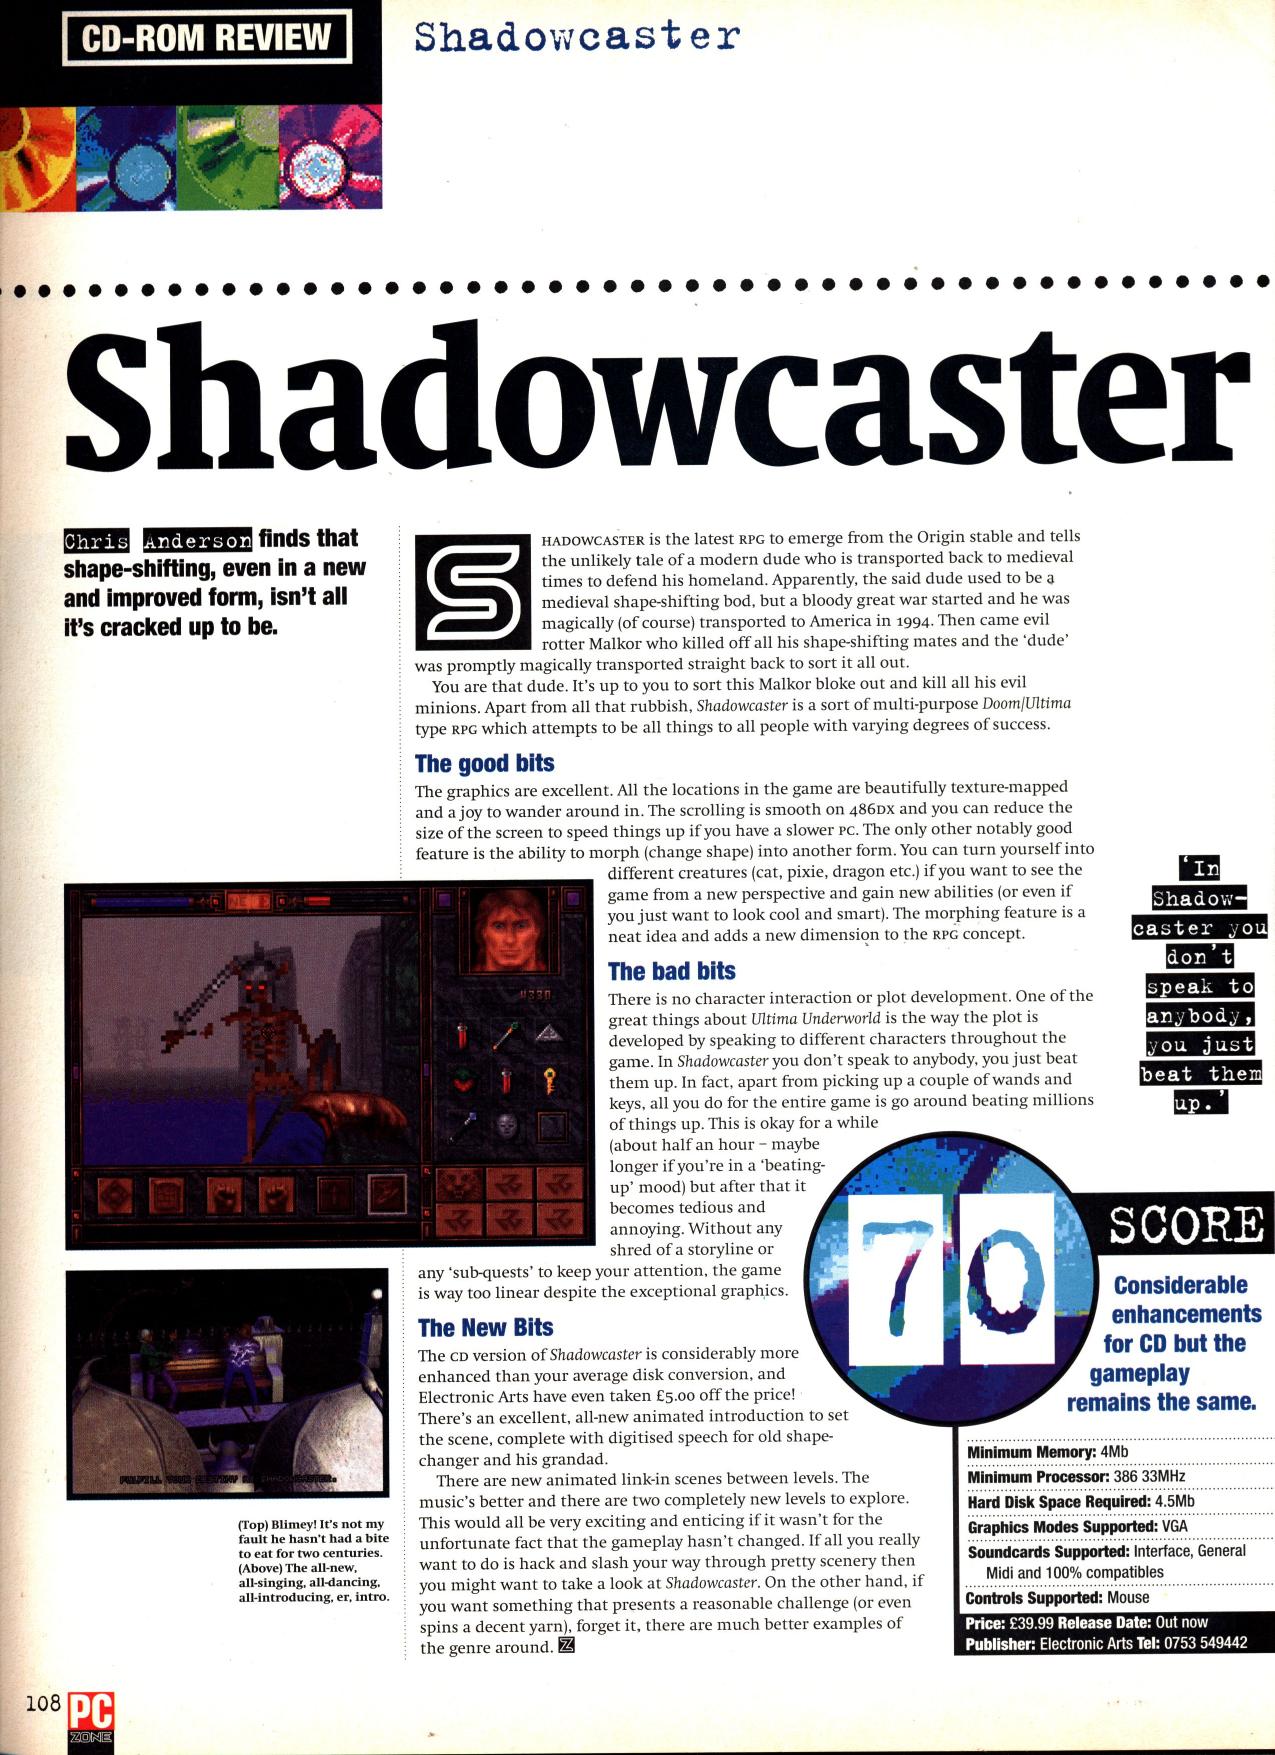 CD-ROM REVIEW
Shadowcaster
Shadowcaster
Chris Anderson finds that
shape-shifting, even in a new
and improved form, isn't all
it's cracked up to be.
SHADOWCASTER is the latest RPG to emerge from the Origin stable and tells
the unlikely tale of a modern dude who is transported back to medieval
times to defend his homeland. Apparently, the said dude used to be a
medieval shape-shifting bod, but a bloody great war started and he was
magically (of course) transported to America in 1994. Then came evil
rotter Malkor who killed off all his shape-shifting mates and the 'dude'
was promptly magically transported straight back to sort it all out.
You are that dude. It's up to you to sort this Malkor bloke out and kill all his evil
minions. Apart from all that rubbish, Shadowcaster is a sort of multi-purpose Doom/Ultima
type RPG which attempts to be all things to all people with varying degrees of success.
The good bits
The graphics are excellent. All the locations in the game are beautifully texture-mapped
and a joy to wander around in. The scrolling is smooth on 486DX and you can reduce the
size of the screen to speed things up if you have a slower PC. The only other notably good
feature is the ability to morph (change shape) into another form. You can turn yourself into
different creatures (cat, pixie, dragon etc.) if you want to see the
game from a new perspective and gain new abilities (or even if
you just want to look cool and smart). The morphing feature is a
neat idea and adds a new dimension to the RPG concept.
The bad bits
There is no character interaction or plot development. One of the
great things about Ultima Underworld is the way the plot is
developed by speaking to different characters throughout the
game. In Shadowcaster you don't speak to anybody, you just beat
them up. In fact, apart from picking up a couple of wands and
keys, all you do for the entire game is go around beating millions
of things up. This is okay for a while
(about half an hour – maybe
longer if you're in a 'beating-
up' mood) but after that it
becomes tedious and
annoying. Without any
shred of a storyline or
any 'sub-quests' to keep your attention, the game
is way too linear despite the exceptional graphics.
The New Bits
The CD version of Shadowcaster is considerably more
enhanced than your average disk conversion, and
Electronic Arts have even taken £5.00 off the price!
There's an excellent, all-new animated introduction to set
the scene, complete with digitised speech for old shape-
changer and his grandad.
There are new animated link-in scenes between levels. The
music's better and there are two completely new levels to explore.
This would all be very exciting and enticing if it wasn't for the
unfortunate fact that the gameplay hasn't changed. If all you really
want to do is hack and slash your way through pretty scenery then
you might want to take a look at Shadowcaster. On the other hand, if
you want something that presents a reasonable challenge (or even
spins a decent yarn), forget it, there are much better examples of
the genre around. Z
'In
Shadow-
caster you
don't
speak to
anybody,
you just
beat them
up.'
4330
FULFILL YOUR DESTINY IN SHADOWCASTER.
(Top) Blimey! It's not my
fault he hasn't had a bite
to eat for two centuries.
(Above) The all-new,
all-singing, all-dancing,
all-introducing, er, intro.
70
SCORE
Considerable
enhancements
for CD but the
gameplay
remains the same.
Minimum Memory: 4Mb
Minimum Processor: 386 33MHz
Hard Disk Space Required: 4.5Mb
Graphics Modes Supported: VGA
Soundcards Supported: Interface, General
Midi and 100% compatibles
Controls Supported: Mouse
Price: £39.99 Release Date: Out now
Publisher: Electronic Arts Tel: 0753 549442
108
PC
ZONE